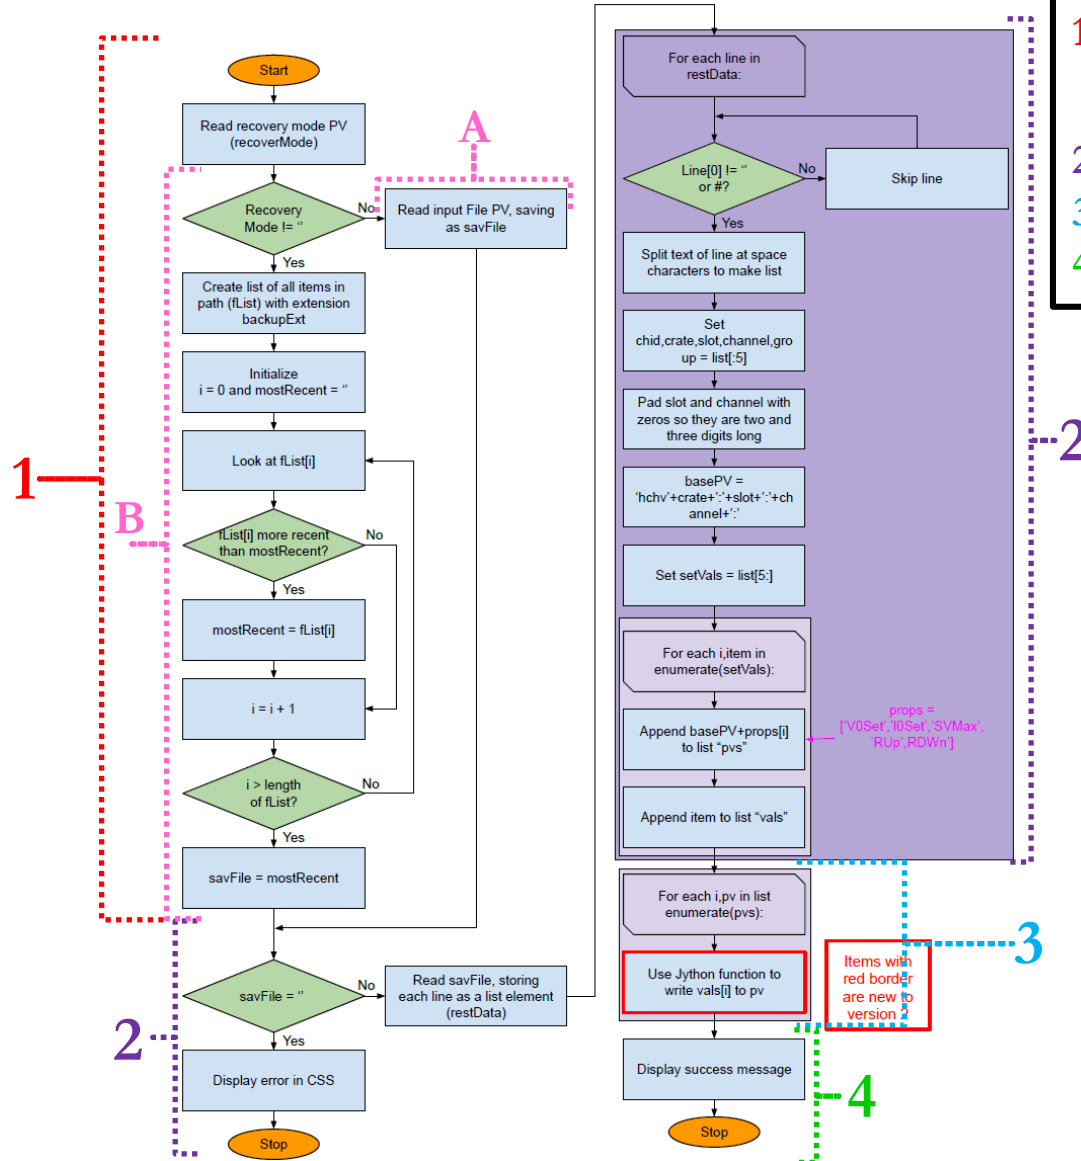 1
Start
Read recovery mode PV
(recoverMode)
A
Recovery
Mode != ‘’
No
Read input File PV, saving
as savFile
Yes
Create list of all items in
path (fList) with extension
backupExt
Initialize
i = 0 and mostRecent = ‘’
Look at fList[i]
B
fList[i] more recent
than mostRecent?
No
Yes
mostRecent = fList[i]
i = i + 1
i > length
of fList?
No
Yes
savFile = mostRecent
2
savFile = ‘’
No
Read savFile, storing
each line as a list element
(restData)
Yes
Display error in CSS
Stop
For each line in
restData:
Line[0] != ‘’
or #?
No
Skip line
Yes
Split text of line at space
characters to make list
Set
chid,crate,slot,channel,gro
up = list[:5]
Pad slot and channel with
zeros so they are two and
three digits long
basePV =
‘hchv’+crate+’:’+slot+’:’+ch
annel+’:’
Set setVals = list[5:]
For each i,item in
enumerate(setVals):
Append basePV+props[i]
to list “pvs”
props =
['V0Set','I0Set','SVMax',
'RUp',RDWn']
Append item to list “vals”
2
For each i,pv in list
enumerate(pvs):
Use Jython function to
write vals[i] to pv
Items with
red border
are new to
version
3
Display success message
4
Stop
1
2
3
4